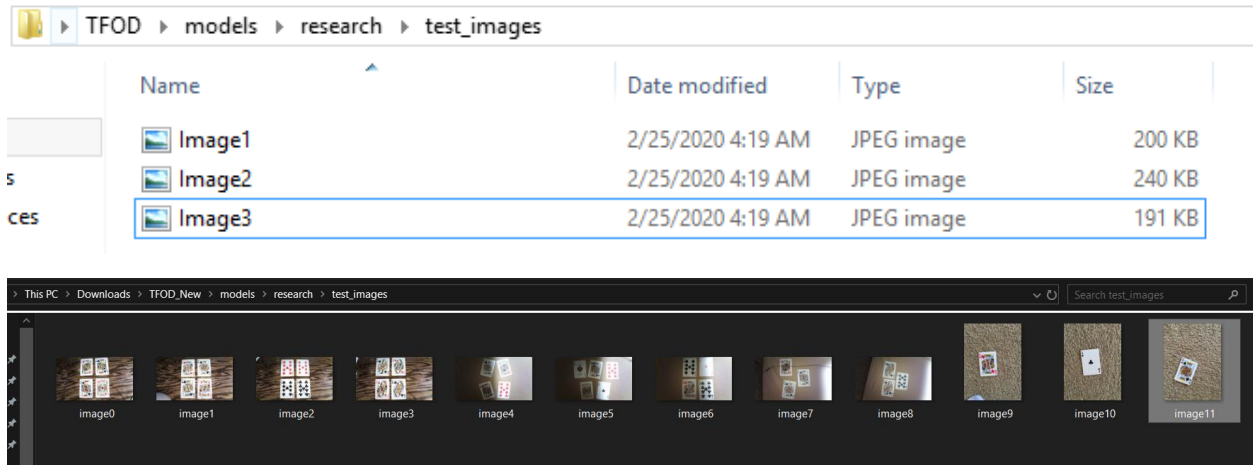 TFOD models research test_images
Name Date modified Type Size
Image1 2/25/2020 4:19 AM JPEG image 200 KB
Image2 2/25/2020 4:19 AM JPEG image 240 KB
s
Image3 2/25/2020 4:19 AM JPEG image 191 KB
ces
> This PC > Downloads > TFOD_New > models > research > test_images
Search test_images
image0 image1 image2 image3 image4 image5 image6 image7 image8 image9 image10 image11